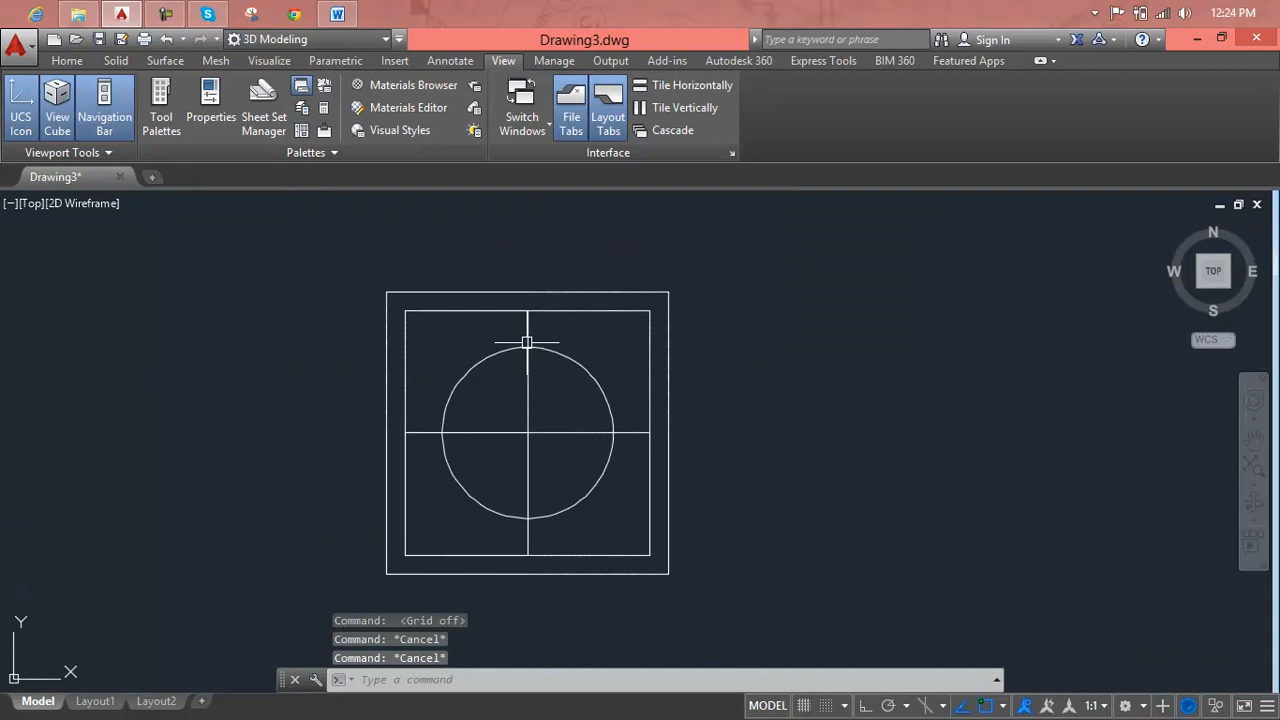 12:24 PM
3D Modeling
Drawing3.dwg
Type a keyword or phrase
Sign In
Home Solid Surface Mesh Visualize Parametric Insert Annotate View Manage Output Add-ins Autodesk 360 Express Tools BIM 360 Featured Apps
UCS
Icon
View
Cube
Navigation
Bar
Tool
Palettes
Properties
Sheet Set
Manager
Materials Browser
Materials Editor
Visual Styles
Switch
Windows
File
Tabs
Layout
Tabs
Tile Horizontally
Tile Vertically
Cascade
Viewport Tools
Palettes
Interface
Drawing3*
[−][Top][2D Wireframe]
N
W
TOP
E
S
WCS
Y
X
Command:  <Grid off>
Command: *Cancel*
Command: *Cancel*
Type a command
Model Layout1 Layout2
MODEL
1:1